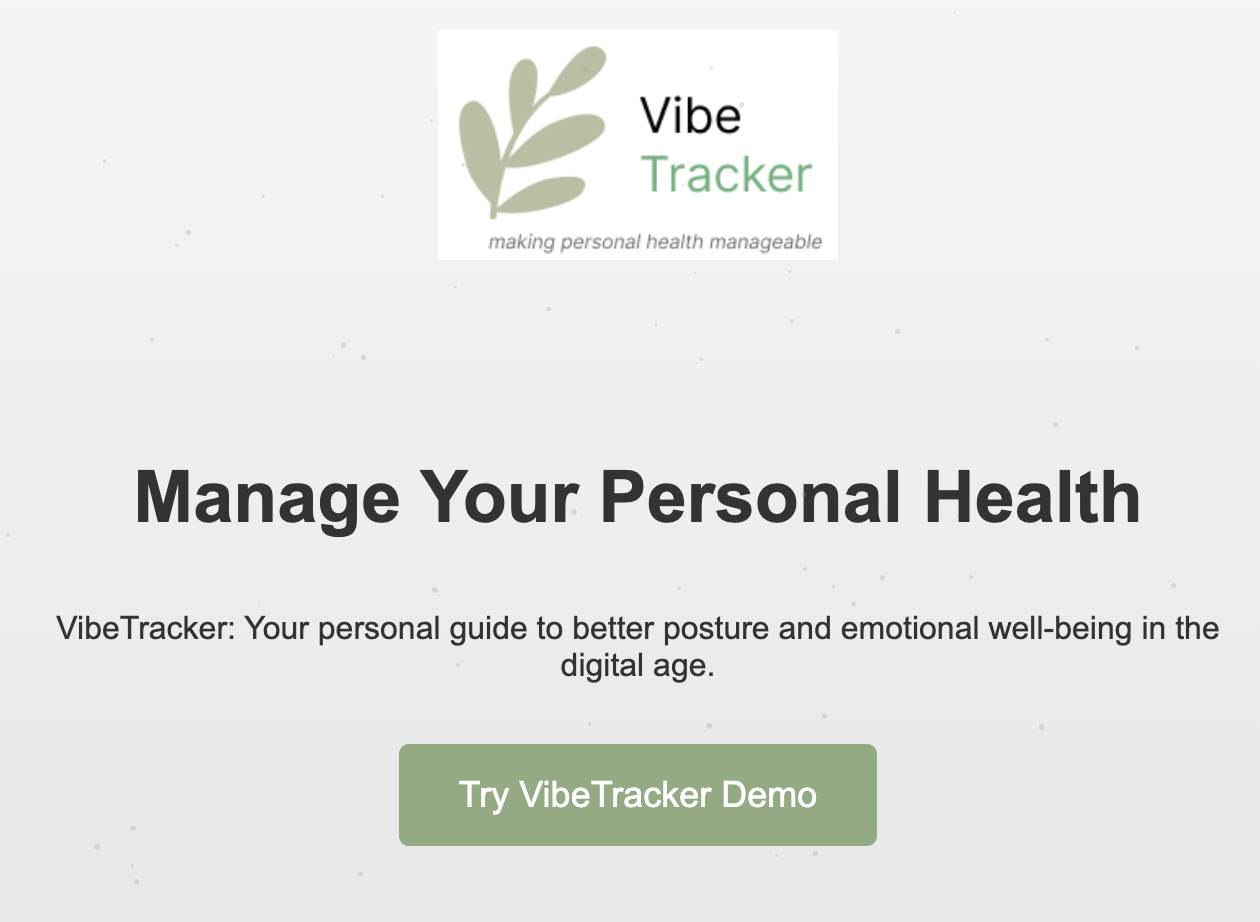 Vibe
Tracker
making personal health manageable
Manage Your Personal Health
VibeTracker: Your personal guide to better posture and emotional well-being in the
digital age.
Try VibeTracker Demo